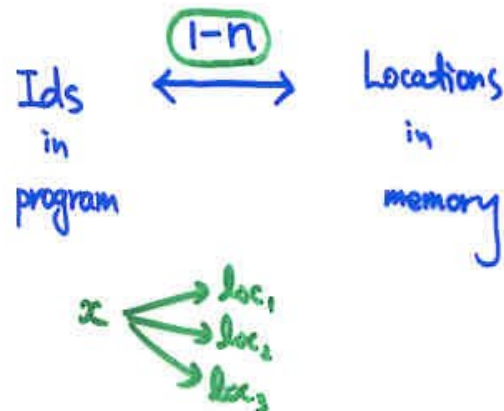 1-n
Ids Locations
in in
program memory
x loc₁
loc₂
loc₃